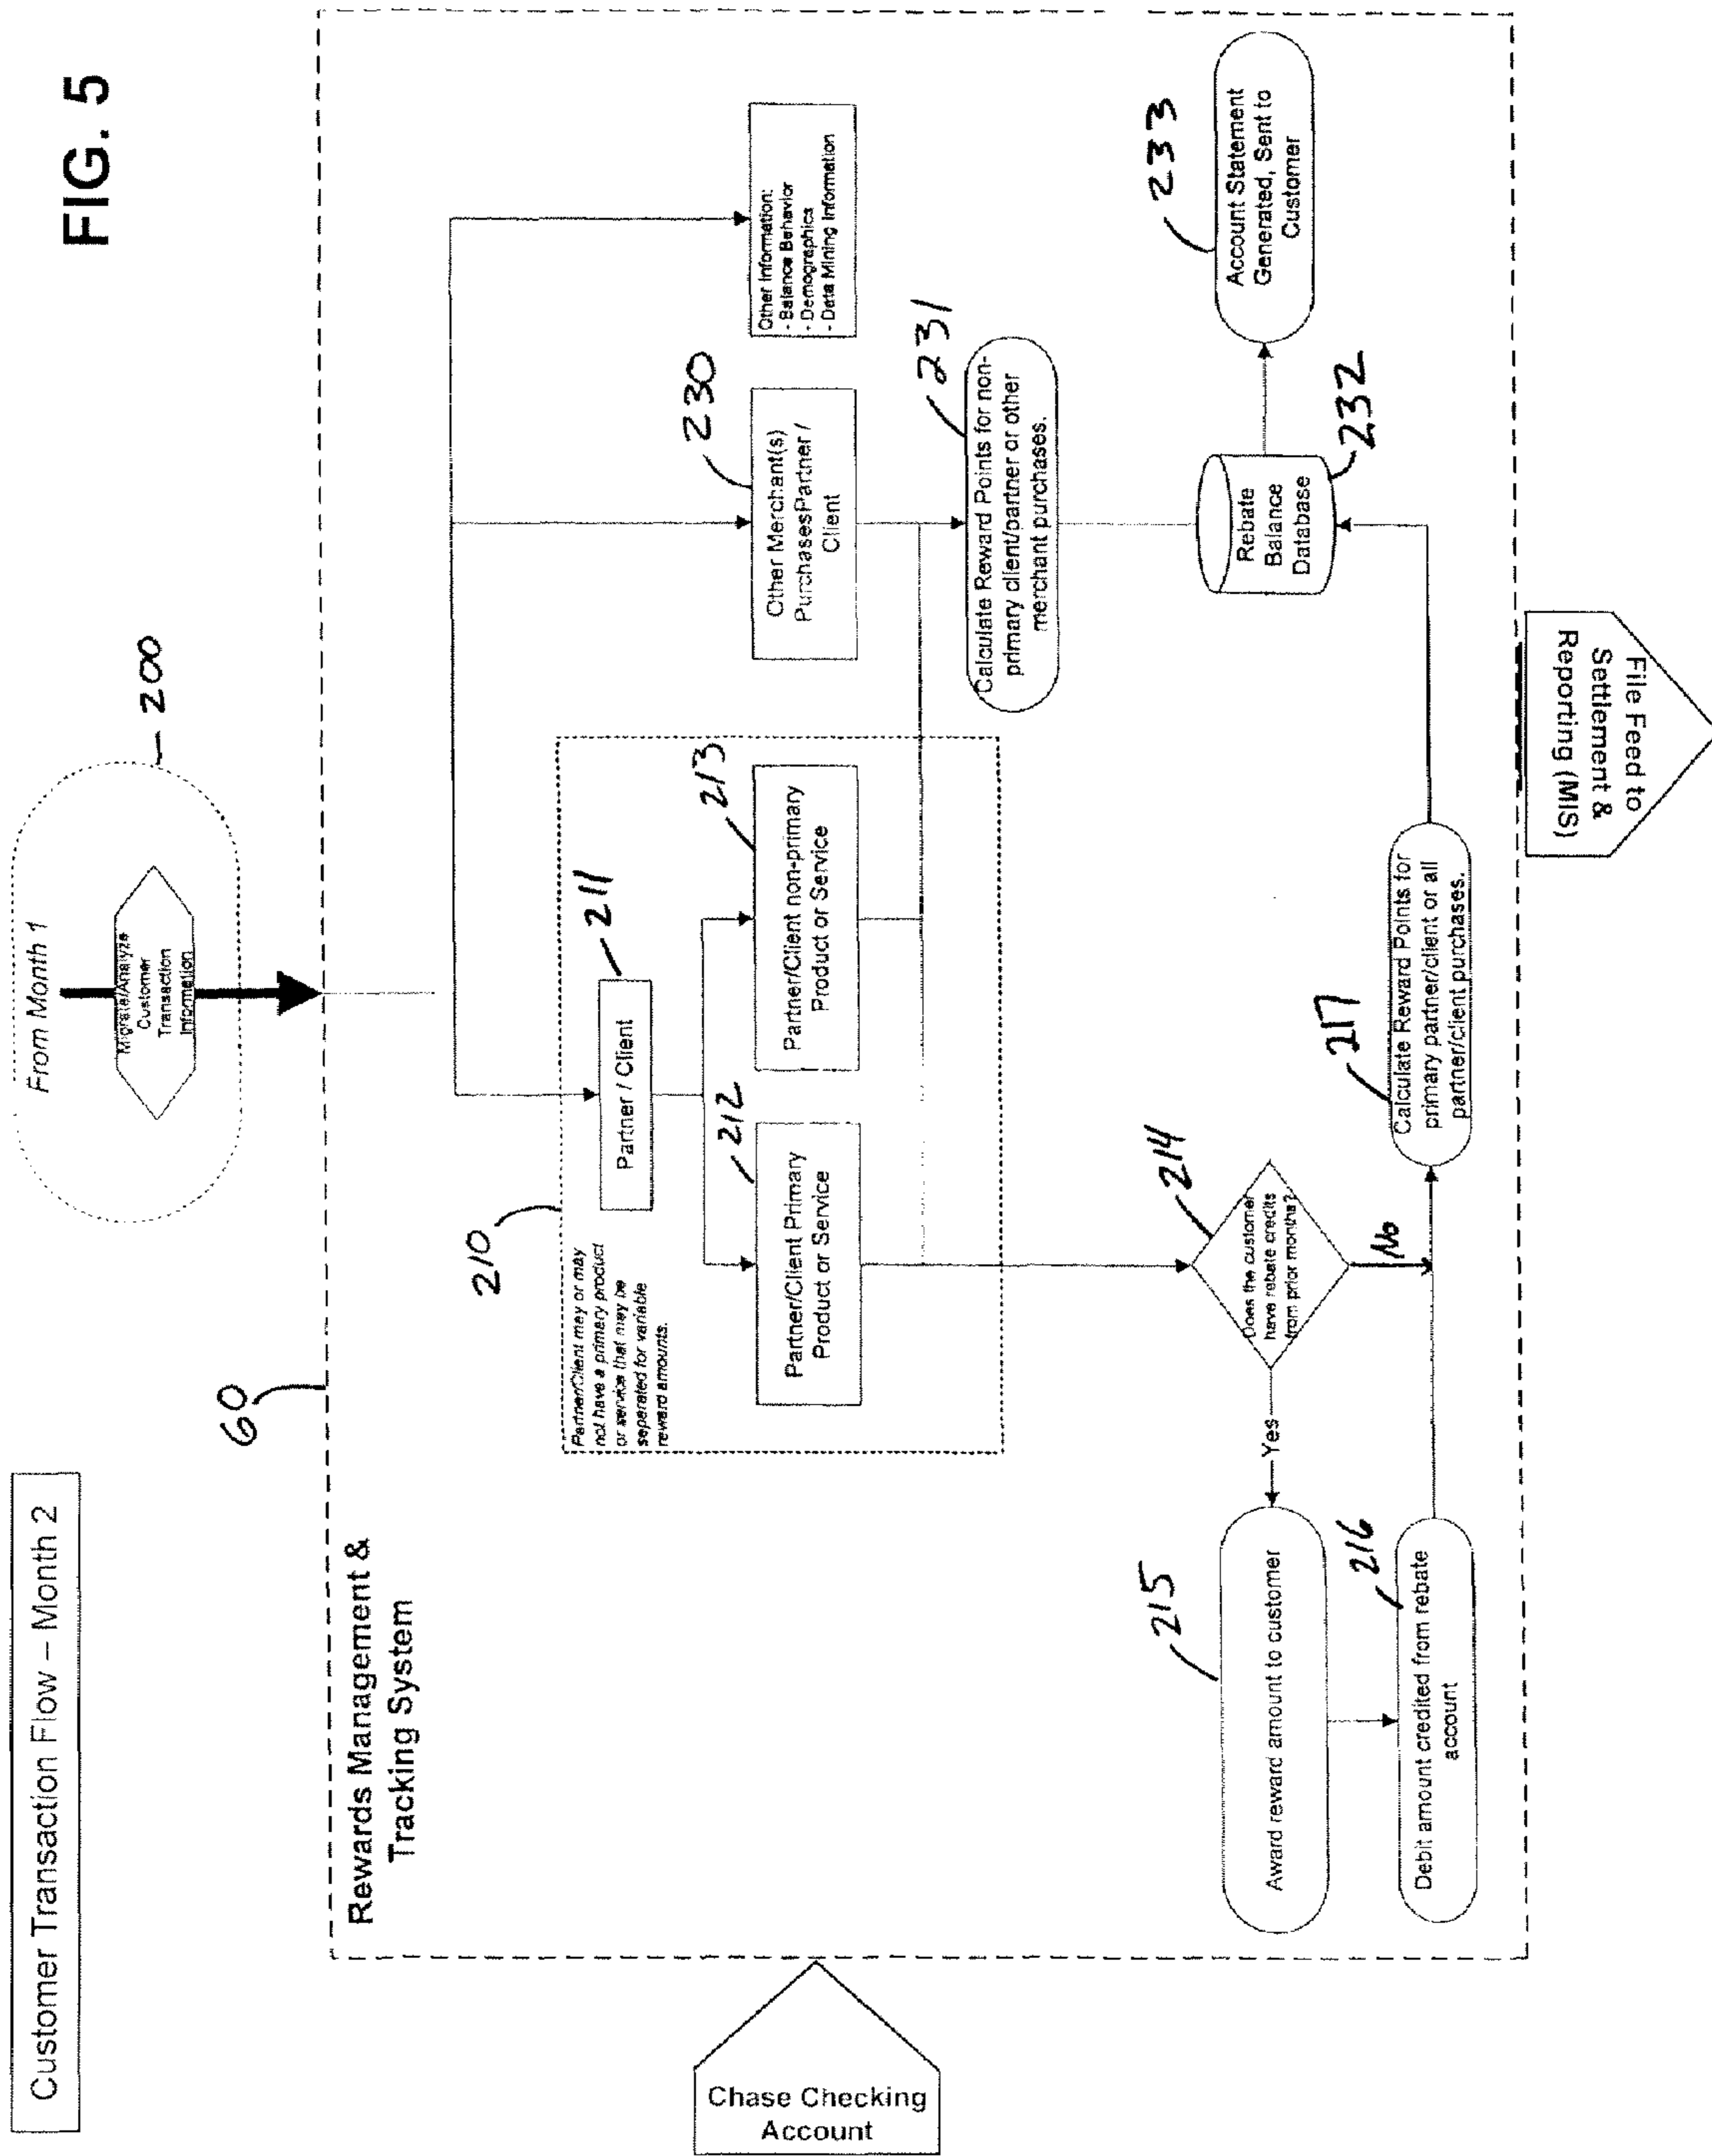 Customer Transaction Flow – Month 2
FIG. 5
From Month 1
Migrate/Analyze
Customer
Transaction
Information
200
60
Rewards Management &
Tracking System
210
Partner/Client may or may
not have a primary product
or service that may be
separated for variable
reward amounts.
Partner / Client
211
212
Partner/Client Primary
Product or Service
213
Partner/Client non-primary
Product or Service
230
Other Merchant(s)
PurchasesPartner /
Client
Other Information:
- Balance Behavior
- Demographics
- Data Mining Information
231
Calculate Reward Points for non-
primary client/partner or other
merchant purchases.
214
Does the customer
have rebate credits
from prior months?
Yes
No
215
Award reward amount to customer
216
Debit amount credited from rebate
account
217
Calculate Reward Points for
primary partner/client or all
partner/client purchases.
Rebate
Balance
Database
232
233
Account Statement
Generated, Sent to
Customer
Chase Checking
Account
File Feed to
Settlement &
Reporting (MIS)